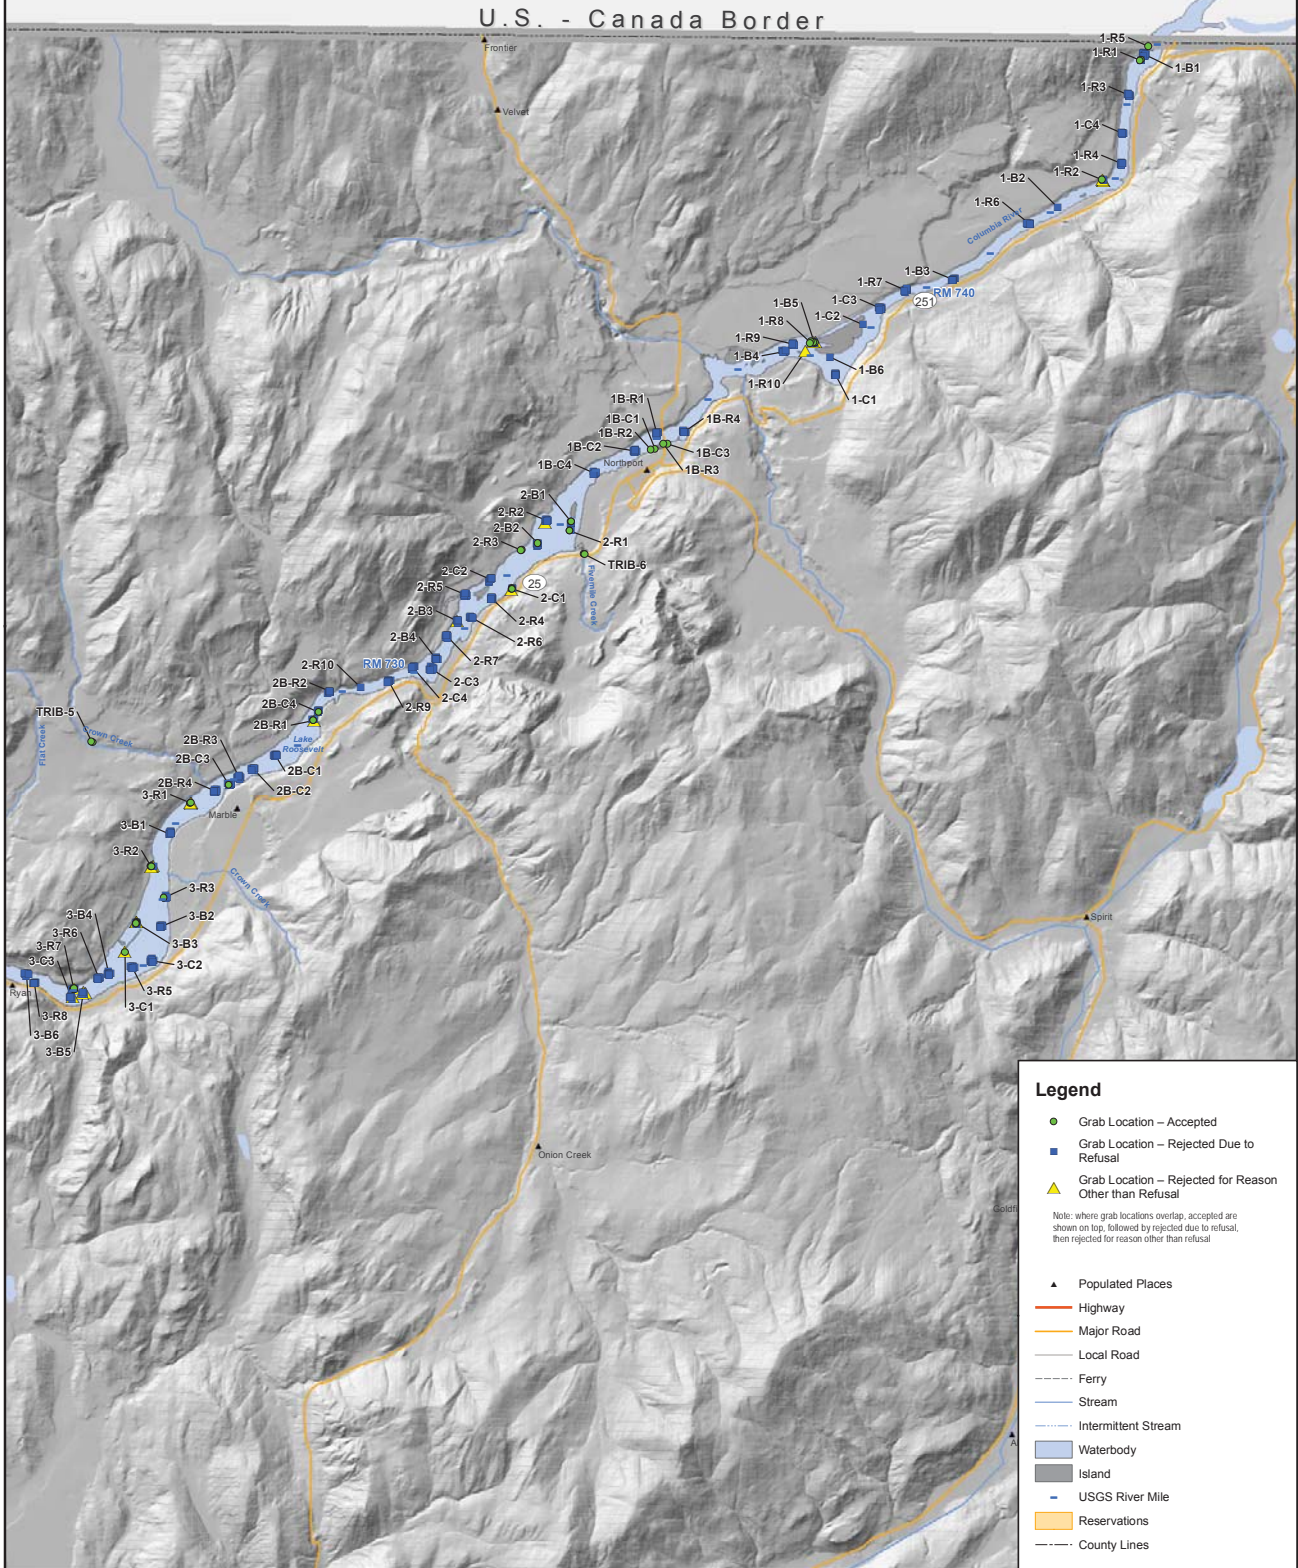 U.S. - Canada Border
Frontier
1-R5
1-R1
1-B1
1-R3
Velvet
1-C4
1-R4
1-R2
1-B2
1-R6
Columbia River
1-B3
1-R7
RM 740
251
1-C3
1-B5
1-C2
1-R8
1-R9
1-B4
1-B6
1-R10
1-C1
1B-R1
1B-C1
1B-R4
1B-R2
1B-C2
1B-C3
1B-C4
Northport
1B-R3
2-B1
2-R2
2-B2
2-R3
2-R1
TRIB-6
2-C2
25
Fivemile Creek
2-R5
2-C1
2-B3
2-R4
2-B4
2-R6
2-R7
2-R10
RM 730
2B-R2
2-C3
2-C4
2B-C4
2-R9
TRIB-5
2B-R1
Crown Creek
Flat Creek
2B-R3
Lake
Roosevelt
2B-C3
2B-C1
2B-R4
2B-C2
3-R1
Marble
3-B1
3-R2
Crown Creek
3-R3
3-B4
3-B2
Spirit
3-R6
3-R7
3-B3
3-C3
3-C2
3-R5
Ryan
3-C1
3-R8
3-B6
3-B5
Onion Creek
Legend
Grab Location – Accepted
Grab Location – Rejected Due to
Refusal
Grab Location – Rejected for Reason
Other than Refusal
Note: where grab locations overlap, accepted are
shown on top, followed by rejected due to refusal,
then rejected for reason other than refusal
Populated Places
Highway
Major Road
Local Road
Ferry
Stream
Intermittent Stream
Waterbody
Island
USGS River Mile
Reservations
County Lines